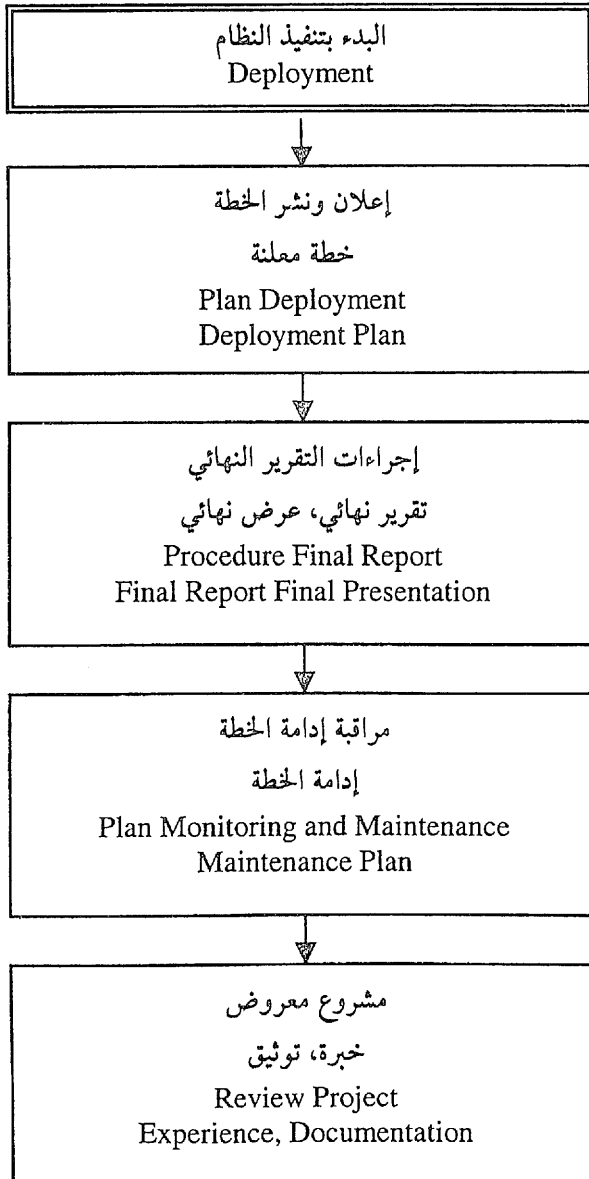 البدء بتنفيذ النظام
Deployment
إعلان ونشر الخطة
خطة معلنة
Plan Deployment
Deployment Plan
إجراءات التقرير النهائي
تقرير نهائي، عرض نهائي
Procedure Final Report
Final Report Final Presentation
مراقبة إدامة الخطة
إدامة الخطة
Plan Monitoring and Maintenance
Maintenance Plan
مشروع معروض
خبرة، توثيق
Review Project
Experience, Documentation